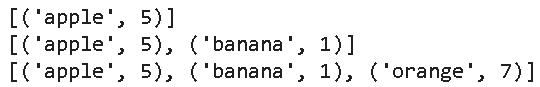 [('apple', 5)]
[('apple', 5), ('banana', 1)]
[('apple', 5), ('banana', 1), ('orange', 7)]